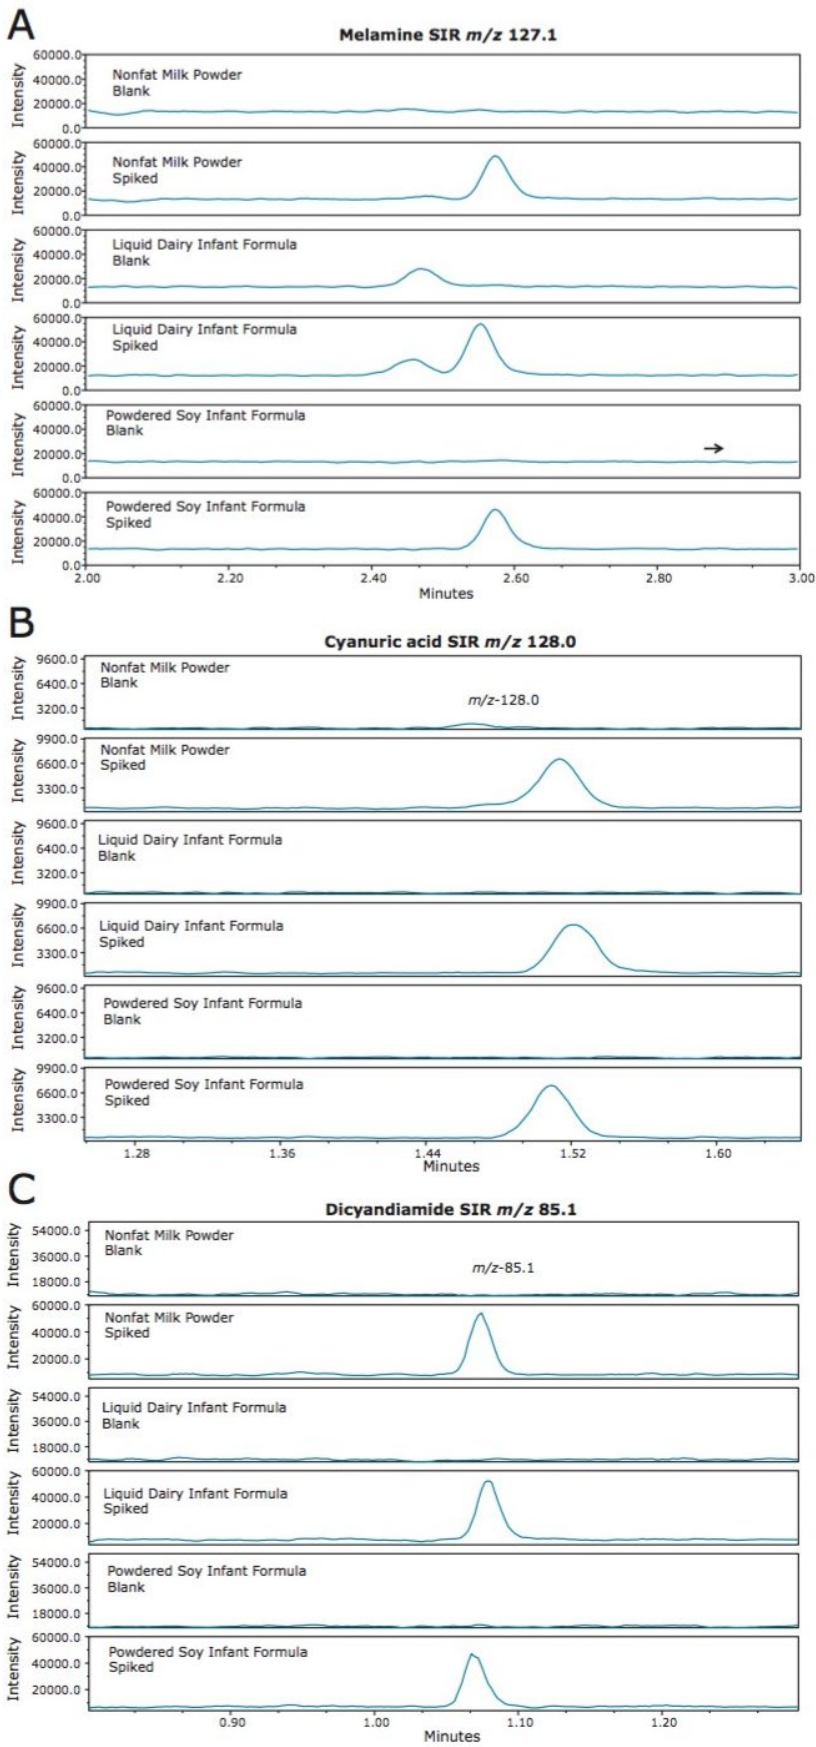 A
Melamine SIR m/z 127.1
Intensity
60000.0
40000.0
20000.0
0.0
Nonfat Milk Powder
Blank
Intensity
60000.0
40000.0
20000.0
0.0
Nonfat Milk Powder
Spiked
Intensity
60000.0
40000.0
20000.0
0.0
Liquid Dairy Infant Formula
Blank
Intensity
60000.0
40000.0
20000.0
0.0
Liquid Dairy Infant Formula
Spiked
Intensity
60000.0
40000.0
20000.0
0.0
Powdered Soy Infant Formula
Blank
Intensity
60000.0
40000.0
20000.0
0.0
Powdered Soy Infant Formula
Spiked
2.00 2.20 2.40 2.60 2.80 3.00
Minutes
B
Cyanuric acid SIR m/z 128.0
Intensity
9600.0
6400.0
3200.0
Nonfat Milk Powder
Blank
m/z-128.0
Intensity
9900.0
6600.0
3300.0
Nonfat Milk Powder
Spiked
Intensity
9600.0
6400.0
3200.0
Liquid Dairy Infant Formula
Blank
Intensity
9900.0
6600.0
3300.0
Liquid Dairy Infant Formula
Spiked
Intensity
9600.0
6400.0
3200.0
Powdered Soy Infant Formula
Blank
Intensity
9900.0
6600.0
3300.0
Powdered Soy Infant Formula
Spiked
1.28 1.36 1.44 1.52 1.60
Minutes
C
Dicyandiamide SIR m/z 85.1
Intensity
54000.0
36000.0
18000.0
Nonfat Milk Powder
Blank
m/z-85.1
Intensity
60000.0
40000.0
20000.0
Nonfat Milk Powder
Spiked
Intensity
54000.0
36000.0
18000.0
Liquid Dairy Infant Formula
Blank
Intensity
60000.0
40000.0
20000.0
Liquid Dairy Infant Formula
Spiked
Intensity
54000.0
36000.0
18000.0
Powdered Soy Infant Formula
Blank
Intensity
60000.0
40000.0
20000.0
Powdered Soy Infant Formula
Spiked
0.90 1.00 1.10 1.20
Minutes